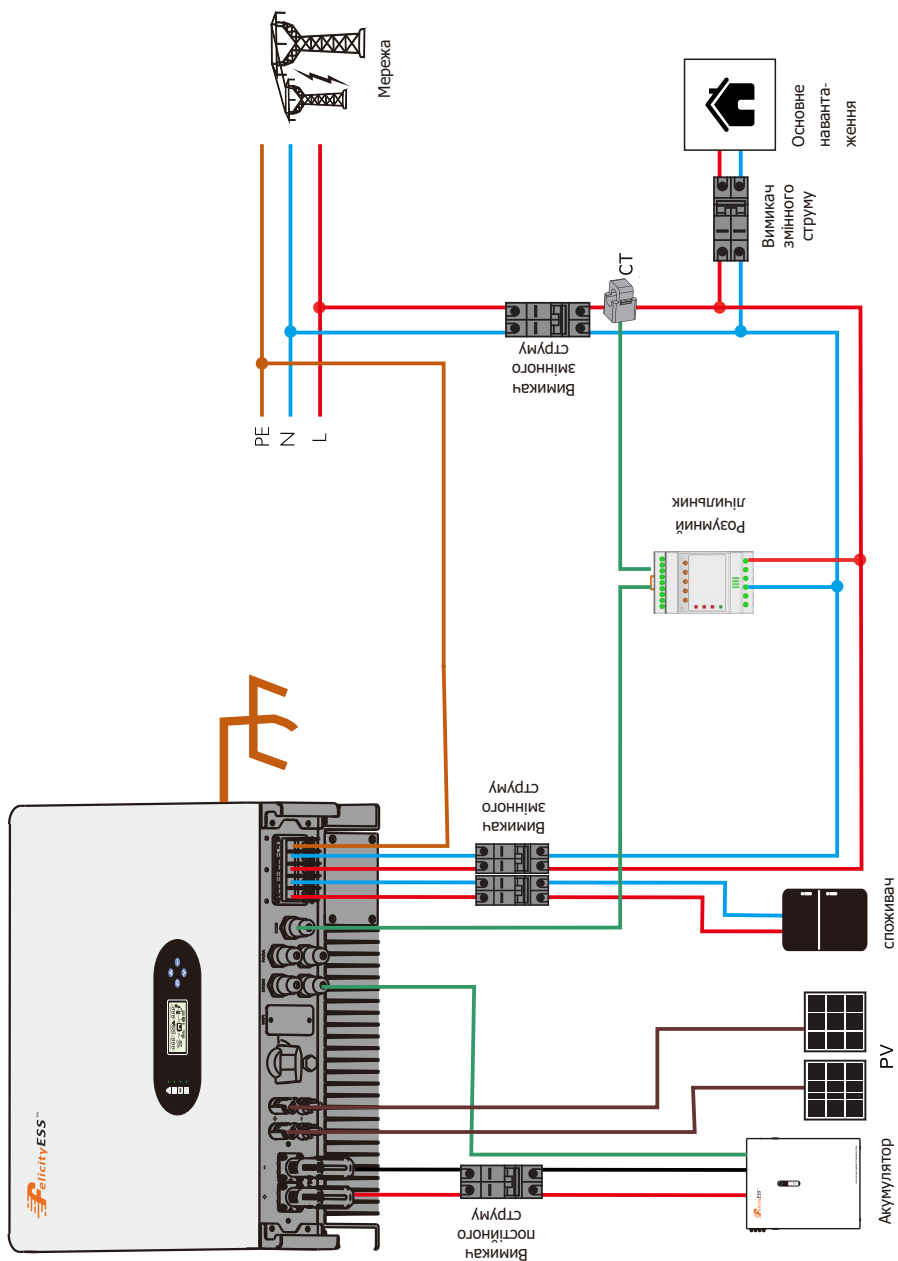 Мережа
Основне
наванта-
ження
Вимикач
змінного
струму
CT
Вимикач
змінного
струму
PE
N
L
Розумний
лічильник
Вимикач
змінного
струму
FelicityESS™
споживач
PV
Акумулятор
Вимикач
постійного
струму